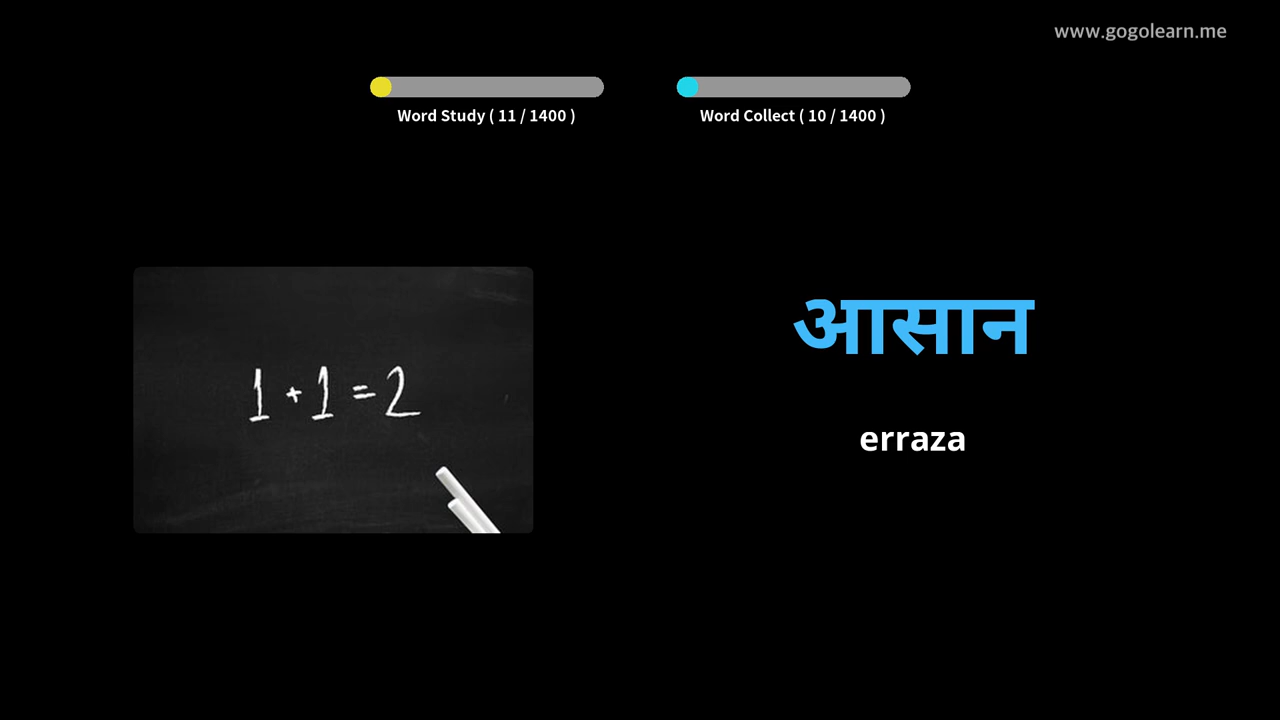 www.gogolearn.me
Word Study ( 11 / 1400 )
Word Collect ( 10 / 1400 )
1 + 1 = 2
आसान
erraza